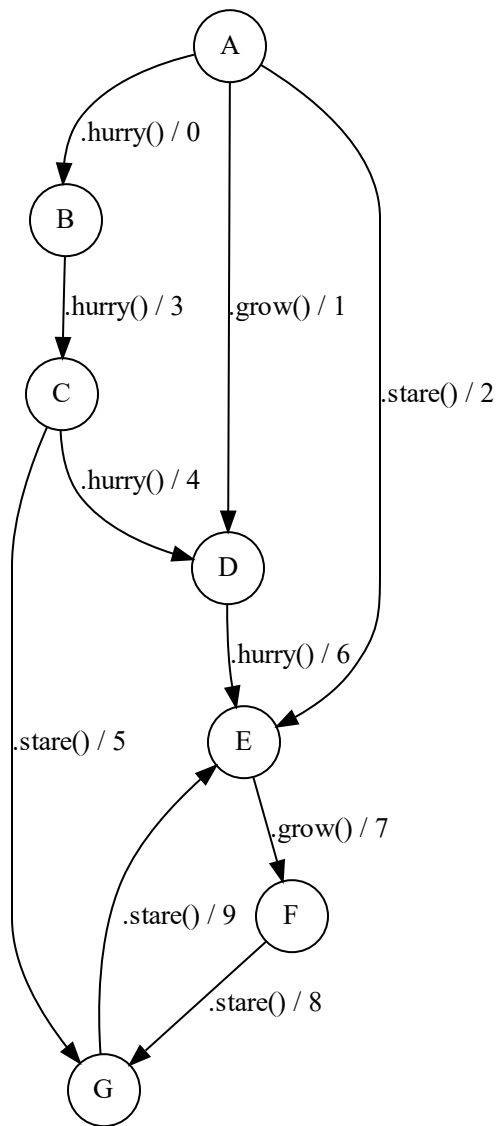 A
.hurry() / 0
B
.hurry() / 3
.grow() / 1
.stare() / 2
C
.hurry() / 4
D
.hurry() / 6
.stare() / 5
E
.grow() / 7
.stare() / 9
F
.stare() / 8
G